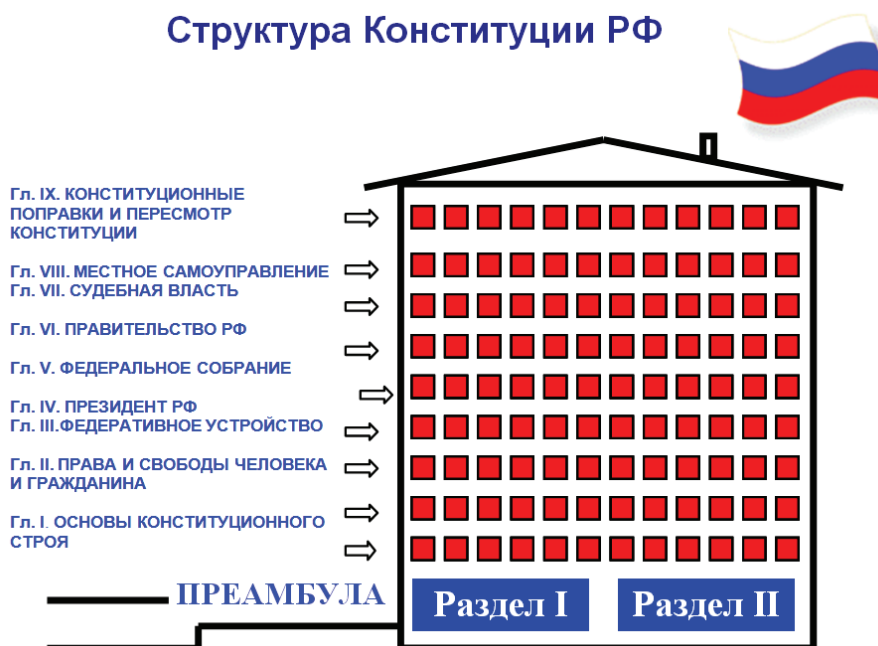 Структура Конституции РФ
Гл. IX. КОНСТИТУЦИОННЫЕ
ПОПРАВКИ И ПЕРЕСМОТР
КОНСТИТУЦИИ
Гл. VIII. МЕСТНОЕ САМОУПРАВЛЕНИЕ
Гл. VII. СУДЕБНАЯ ВЛАСТЬ
Гл. VI. ПРАВИТЕЛЬСТВО РФ
Гл. V. ФЕДЕРАЛЬНОЕ СОБРАНИЕ
Гл. IV. ПРЕЗИДЕНТ РФ
Гл. III.ФЕДЕРАТИВНОЕ УСТРОЙСТВО
Гл. II. ПРАВА И СВОБОДЫ ЧЕЛОВЕКА
И ГРАЖДАНИНА
Гл. I. ОСНОВЫ КОНСТИТУЦИОННОГО
СТРОЯ
ПРЕАМБУЛА
Раздел I
Раздел II